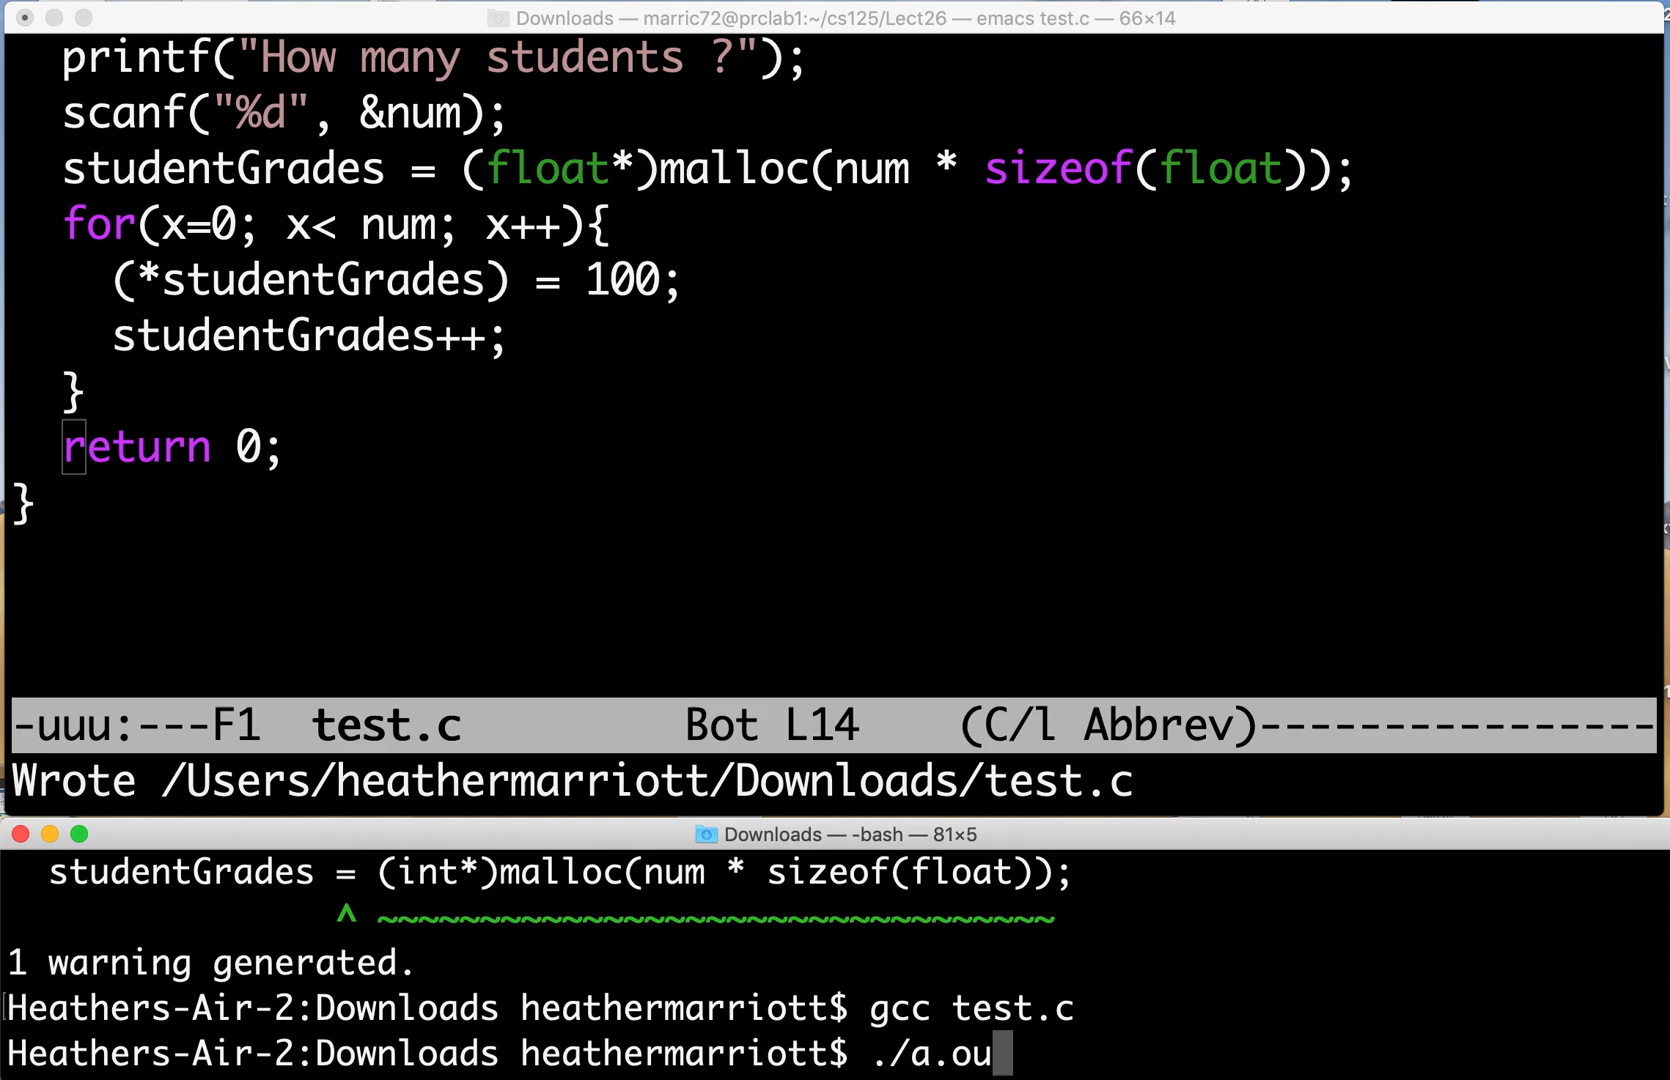 Downloads — marric72@prclab1:~/cs125/Lect26 — emacs test.c — 66×14
printf("How many students ?");
scanf("%d", &num);
studentGrades = (float*)malloc(num * sizeof(float));
for(x=0; x< num; x++){
(*studentGrades) = 100;
studentGrades++;
}
return 0;
}
-uuu:---F1  test.c         Bot L14    (C/l Abbrev)----------------
Wrote /Users/heathermarriott/Downloads/test.c
Downloads — -bash — 81×5
studentGrades = (int*)malloc(num * sizeof(float));
^ ~~~~~~~~~~~~~~~~~~~~~~~~~~~~~~~~~
1 warning generated.
Heathers-Air-2:Downloads heathermarriott$ gcc test.c
Heathers-Air-2:Downloads heathermarriott$ ./a.ou